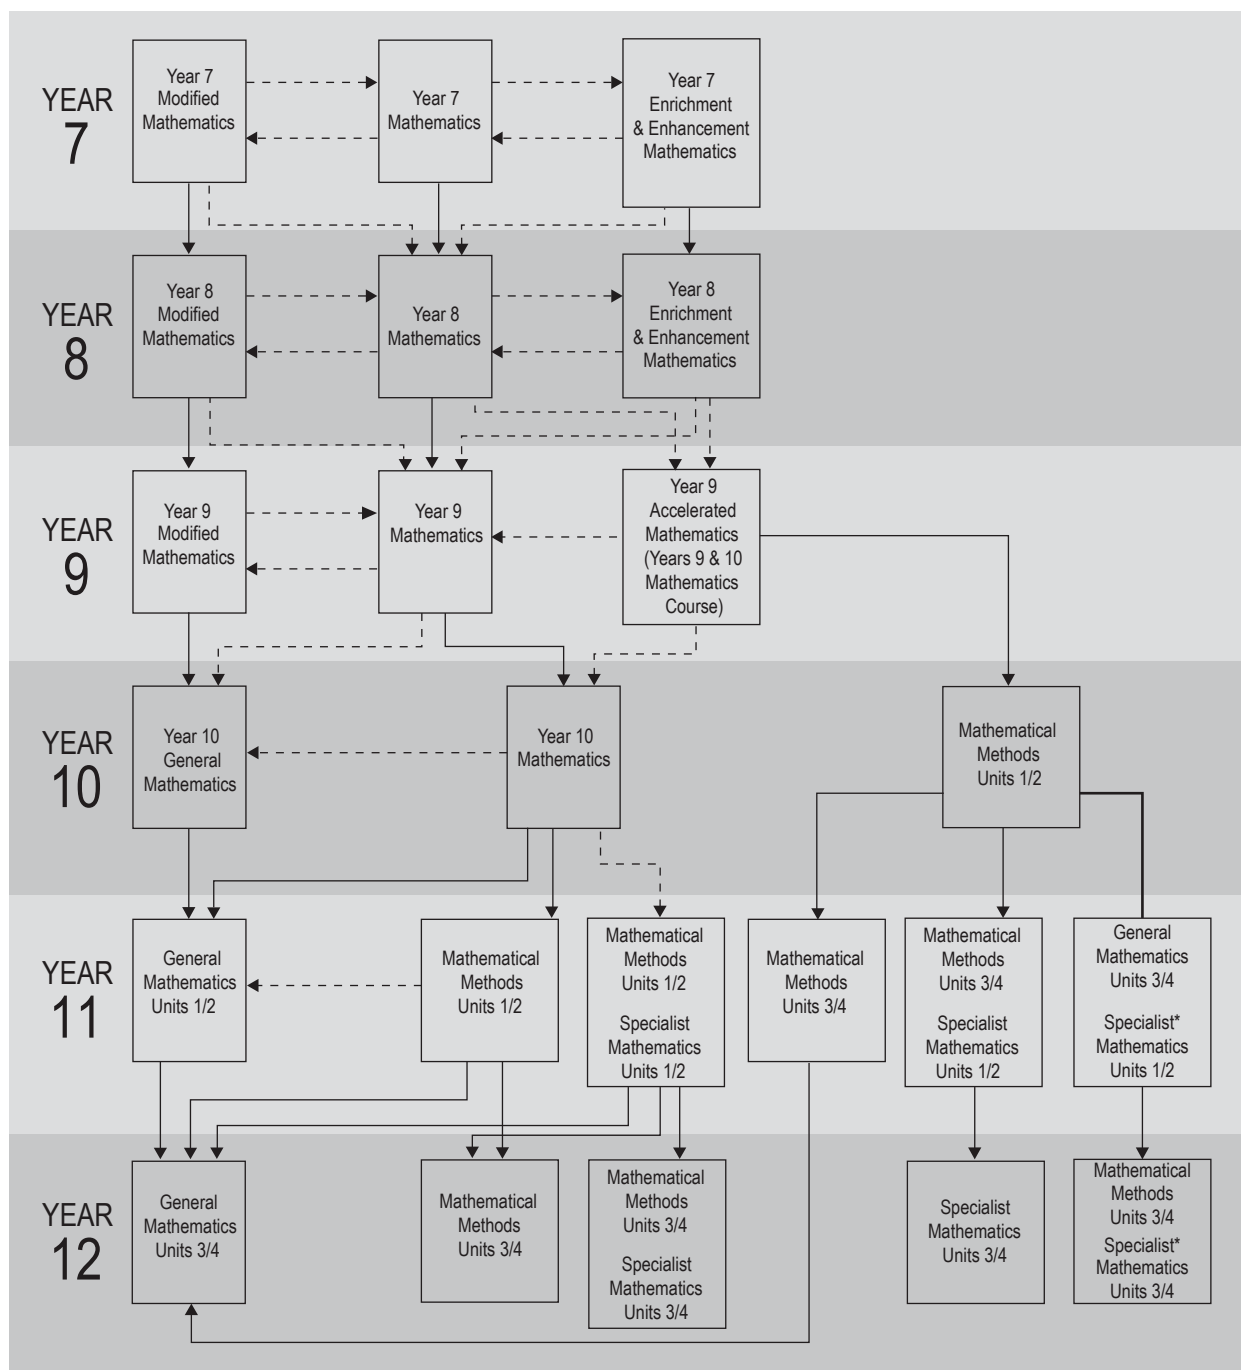 YEAR
7
Year 7
Modified
Mathematics
Year 7
Mathematics
Year 7
Enrichment
& Enhancement
Mathematics
YEAR
8
Year 8
Modified
Mathematics
Year 8
Mathematics
Year 8
Enrichment
& Enhancement
Mathematics
YEAR
9
Year 9
Modified
Mathematics
Year 9
Mathematics
Year 9
Accelerated
Mathematics
(Years 9 & 10
Mathematics
Course)
YEAR
10
Year 10
General
Mathematics
Year 10
Mathematics
Mathematical
Methods
Units 1/2
YEAR
11
General
Mathematics
Units 1/2
Mathematical
Methods
Units 1/2
Mathematical
Methods
Units 1/2
Specialist
Mathematics
Units 1/2
Mathematical
Methods
Units 3/4
Mathematical
Methods
Units 3/4
Specialist
Mathematics
Units 1/2
General
Mathematics
Units 3/4
Specialist*
Mathematics
Units 1/2
YEAR
12
General
Mathematics
Units 3/4
Mathematical
Methods
Units 3/4
Mathematical
Methods
Units 3/4
Specialist
Mathematics
Units 3/4
Specialist
Mathematics
Units 3/4
Mathematical
Methods
Units 3/4
Specialist*
Mathematics
Units 3/4